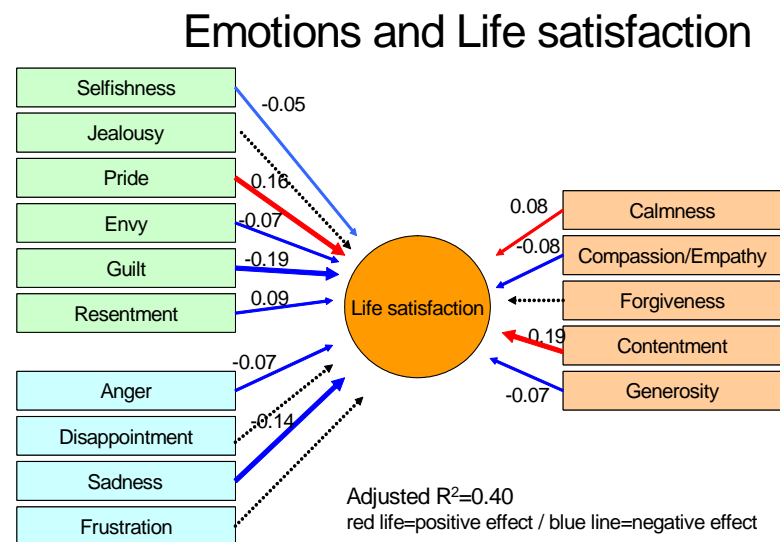 Emotions and Life satisfaction
Selfishness
-0.05
Jealousy
Pride
0.16
Envy
-0.07
Guilt
-0.19
Resentment
0.09
Anger
-0.07
Disappointment
-0.14
Sadness
Frustration
Life satisfaction
0.08
Calmness
-0.08
Compassion/Empathy
Forgiveness
0.19
Contentment
-0.07
Generosity
Adjusted R²=0.40
red life=positive effect / blue line=negative effect